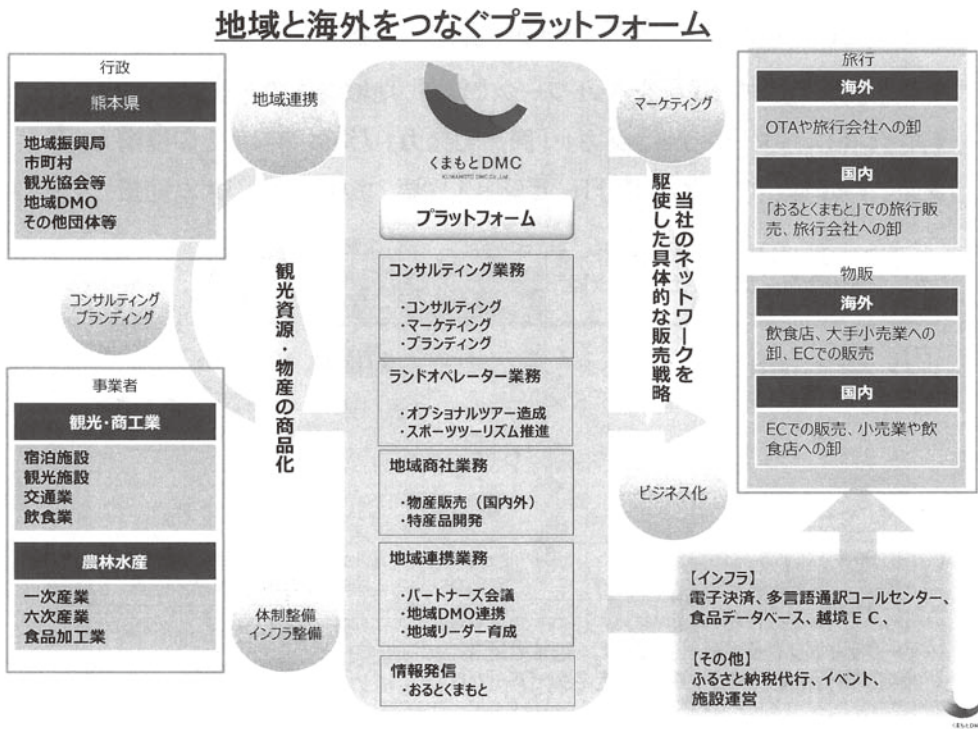 地域と海外をつなぐプラットフォーム
行政
熊本県
地域振興局
市町村
観光協会等
地域DMO
その他団体等
コンサルティング
ブランディング
事業者
観光・商工業
宿泊施設
観光施設
交通業
飲食業
農林水産
一次産業
六次産業
食品加工業
地域連携
観光資源・物産の商品化
体制整備
インフラ整備
くまもとDMC
KUMAMOTO DMC Co.,Ltd.
プラットフォーム
コンサルティング業務
・コンサルティング
・マーケティング
・ブランディング
ランドオペレーター業務
・オプショナルツアー造成
・スポーツツーリズム推進
地域商社業務
・物産販売（国内外）
・特産品開発
地域連携業務
・パートナーズ会議
・地域DMO連携
・地域リーダー育成
情報発信
・おるとくまもと
マーケティング
当社のネットワークを
駆使した具体的な販売戦略
ビジネス化
旅行
海外
OTAや旅行会社への卸
国内
「おるとくまもと」での旅行販
売、旅行会社への卸
物販
海外
飲食店、大手小売業への
卸、ECでの販売
国内
ECでの販売、小売業や飲
食店への卸
【インフラ】
電子決済、多言語通訳コールセンター、
食品データベース、越境ＥＣ、
【その他】
ふるさと納税代行、イベント、
施設運営
くまもとDMC